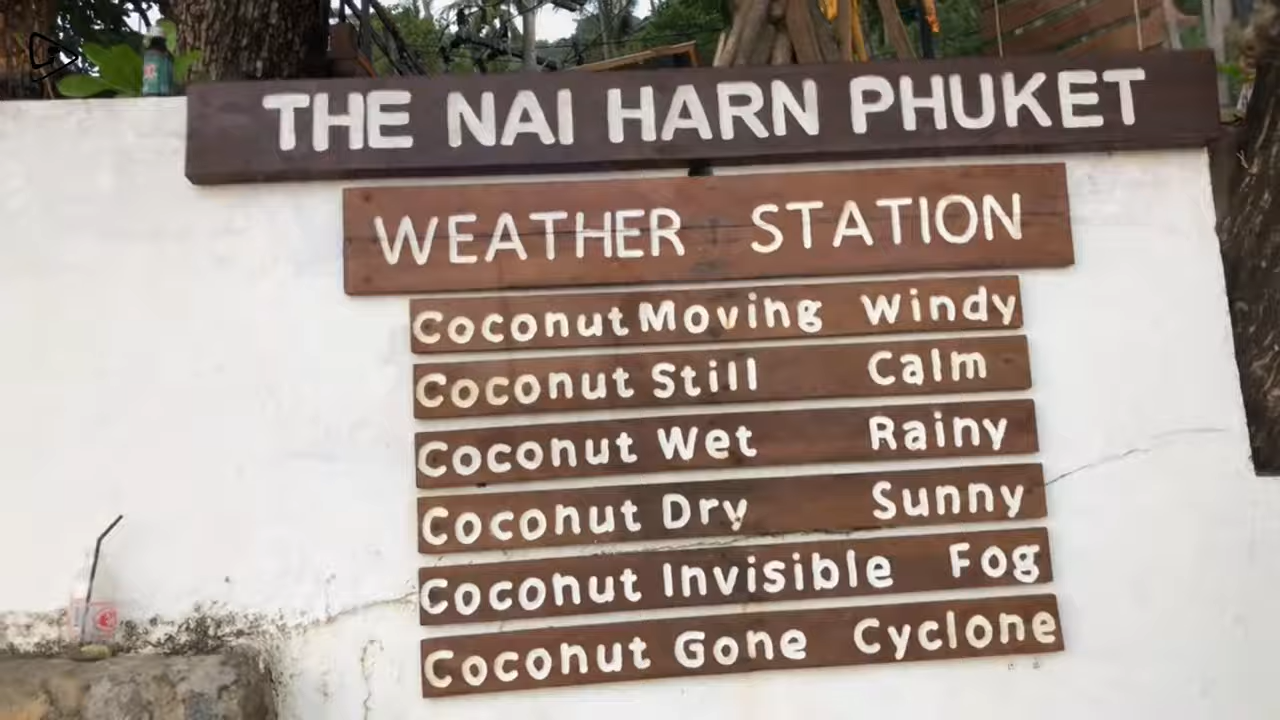 THE NAI HARN PHUKET
WEATHER STATION
Coconut Moving Windy
Coconut Still Calm
Coconut Wet Rainy
Coconut Dry Sunny
Coconut Invisible Fog
Coconut Gone Cyclone